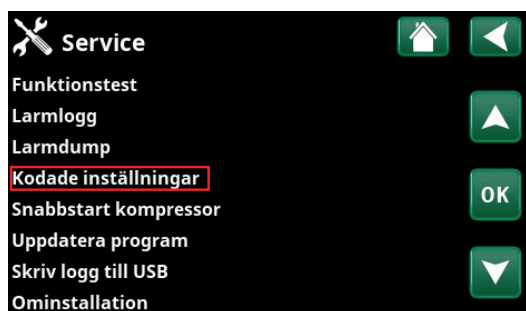 Service
Funktionstest
Larmlogg
Larmdump
Kodade inställningar
OK
Snabbstart kompressor
Uppdatera program
Skriv logg till USB
Ominstallation